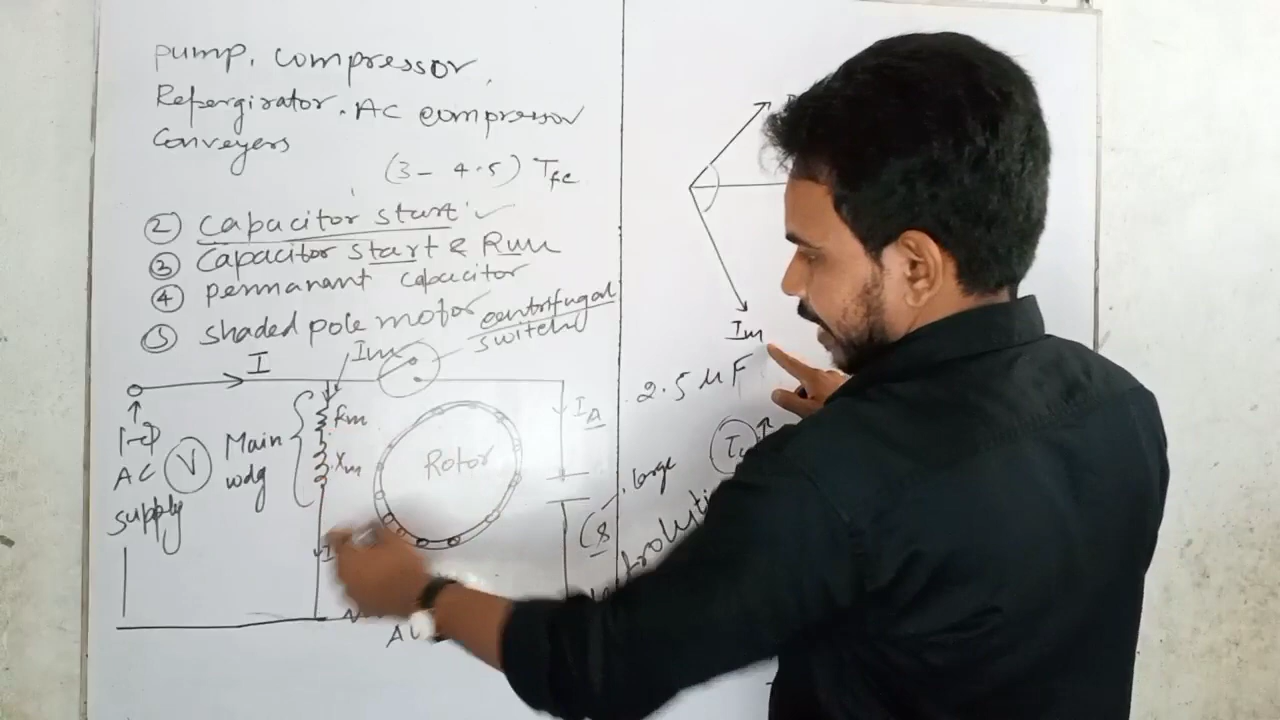 pump, compressor,
Refergirator. AC compressor
Conveyers
(3 - 4.5) Tfe
② Capacitor start ✓
③ Capacitor start & Run
④ permanant capacitor
⑤ shaded pole motor
centrifugal
switch
I
Im
1-Φ
AC
supply
V
Main
wdg
Rm
Xm
Rotor
IA
Cs
large
Im
2.5 µF